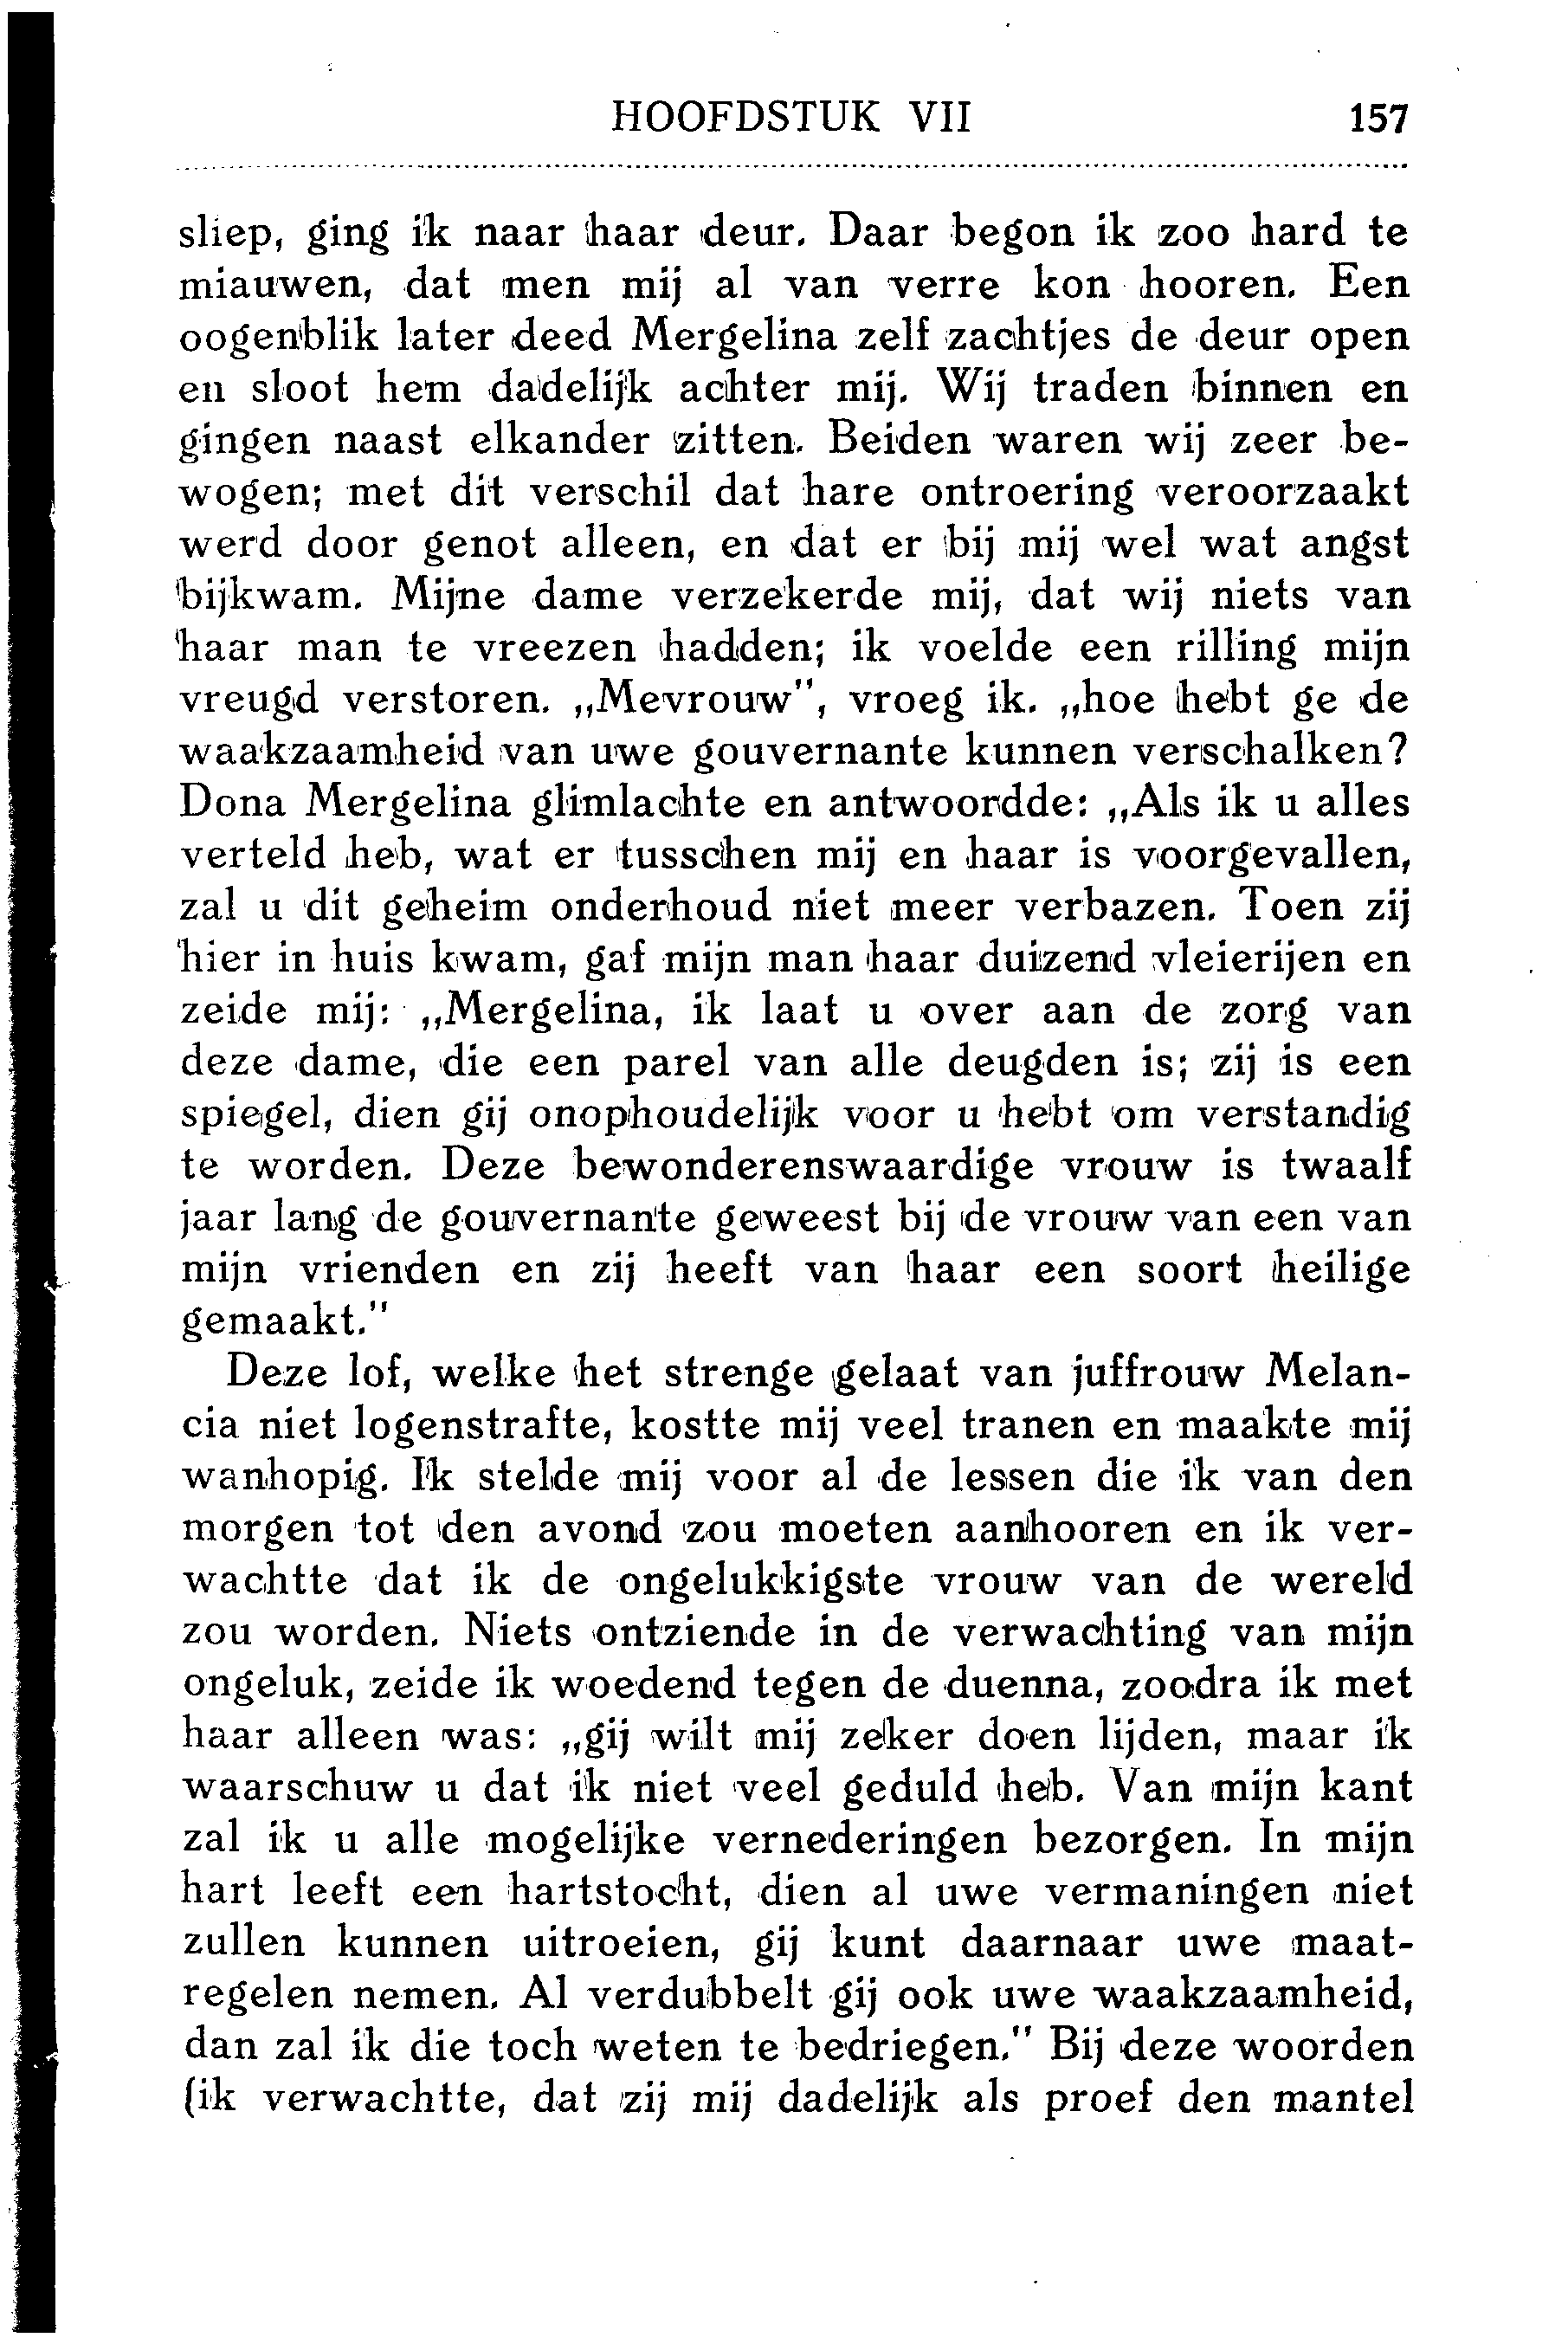 HOOFDSTUK VII 157
sliep, ging ik naar haar deur. Daar begon ik zoo hard te
miauwen, dat men mij al van verre kon hooren. Een
oogenblik later deed Mergelina zelf zachtjes de deur open
en sloot hem dadelijk achter mij. Wij traden binnen en
gingen naast elkander zitten. Beiden waren wij zeer be-
wogen; met dit verschil dat hare ontroering veroorzaakt
werd door genot alleen, en dat er bij mij wel wat angst
bijkwam. Mijne dame verzekerde mij, dat wij niets van
haar man te vreezen hadden; ik voelde een rilling mijn
vreugd verstoren. „Mevrouw", vroeg ik. „hoe hebt ge de
waakzaamheid van uwe gouvernante kunnen verschalken?
Dona Mergelina glimlachte en antwoordde: „Als ik u alles
verteld heb, wat er tusschen mij en haar is voorgevallen,
zal u dit geheim onderhoud niet meer verbazen. Toen zij
hier in huis kwam, gaf mijn man haar duizend vleierijen en
zeide mij: „Mergelina, ik laat u over aan de zorg van
deze dame, die een parel van alle deugden is; zij is een
spiegel, dien gij onophoudelijk voor u hebt om verstandig
te worden. Deze bewonderenswaardige vrouw is twaalf
jaar lang de gouvernante geweest bij de vrouw van een van
mijn vrienden en zij heeft van haar een soort heilige
gemaakt."
Deze lof, welke het strenge gelaat van juffrouw Melan-
cia niet logenstrafte, kostte mij veel tranen en maakte mij
wanhopig. Ik stelde mij voor al de lessen die ik van den
morgen tot den avond zou moeten aanhooren en ik ver-
wachtte dat ik de ongelukkigste vrouw van de wereld
zou worden. Niets ontziende in de verwachting van mijn
ongeluk, zeide ik woedend tegen de duenna, zoodra ik met
haar alleen was: „gij wilt mij zeker doen lijden, maar ik
waarschuw u dat ik niet veel geduld heb. Van mijn kant
zal ik u alle mogelijke vernederingen bezorgen. In mijn
hart leeft een hartstocht, dien al uwe vermaningen niet
zullen kunnen uitroeien, gij kunt daarnaar uwe maat-
regelen nemen. Al verdubbelt gij ook uwe waakzaamheid,
dan zal ik die toch weten te bedriegen." Bij deze woorden
(ik verwachtte, dat zij mij dadelijk als proef den mantel